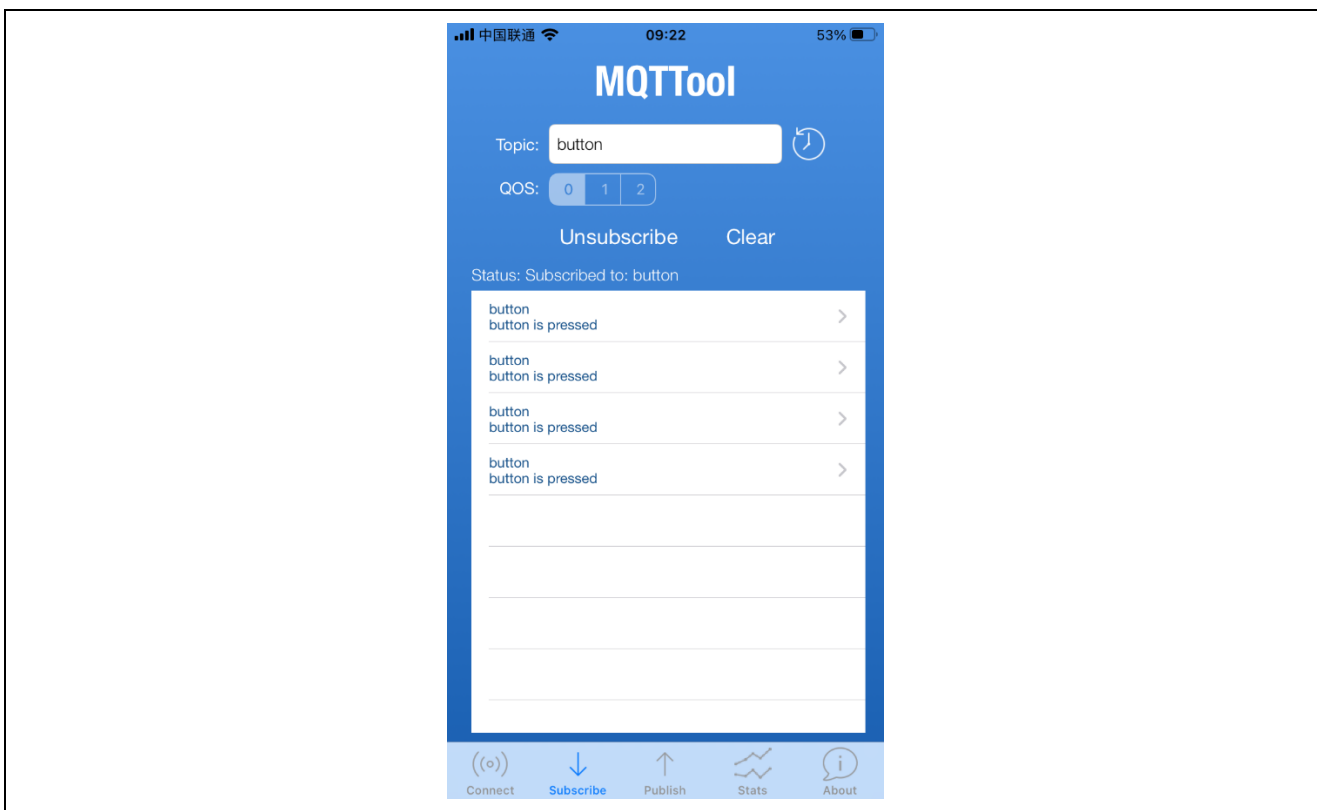 中国联通 09:22 53%
MQTTool
Topic: button
QOS: 0 1 2
Unsubscribe Clear
Status: Subscribed to: button
button
button is pressed
button
button is pressed
button
button is pressed
button
button is pressed
Connect Subscribe Publish Stats About